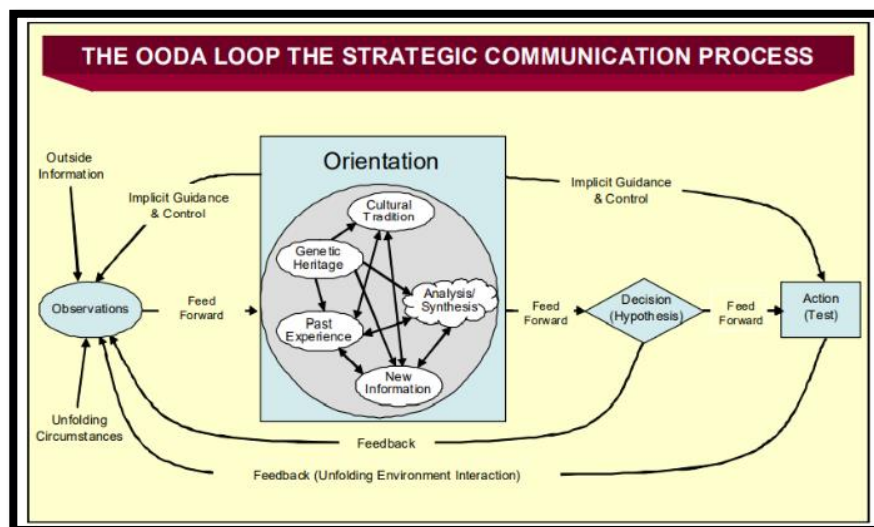 THE OODA LOOP THE STRATEGIC COMMUNICATION PROCESS
Outside
Information
Implicit Guidance
& Control
Orientation
Cultural
Tradition
Genetic
Heritage
Analysis/
Synthesis
Past
Experience
New
Information
Implicit Guidance
& Control
Observations
Feed
Forward
Feed
Forward
Decision
(Hypothesis)
Feed
Forward
Action
(Test)
Unfolding
Circumstances
Feedback
Feedback (Unfolding Environment Interaction)